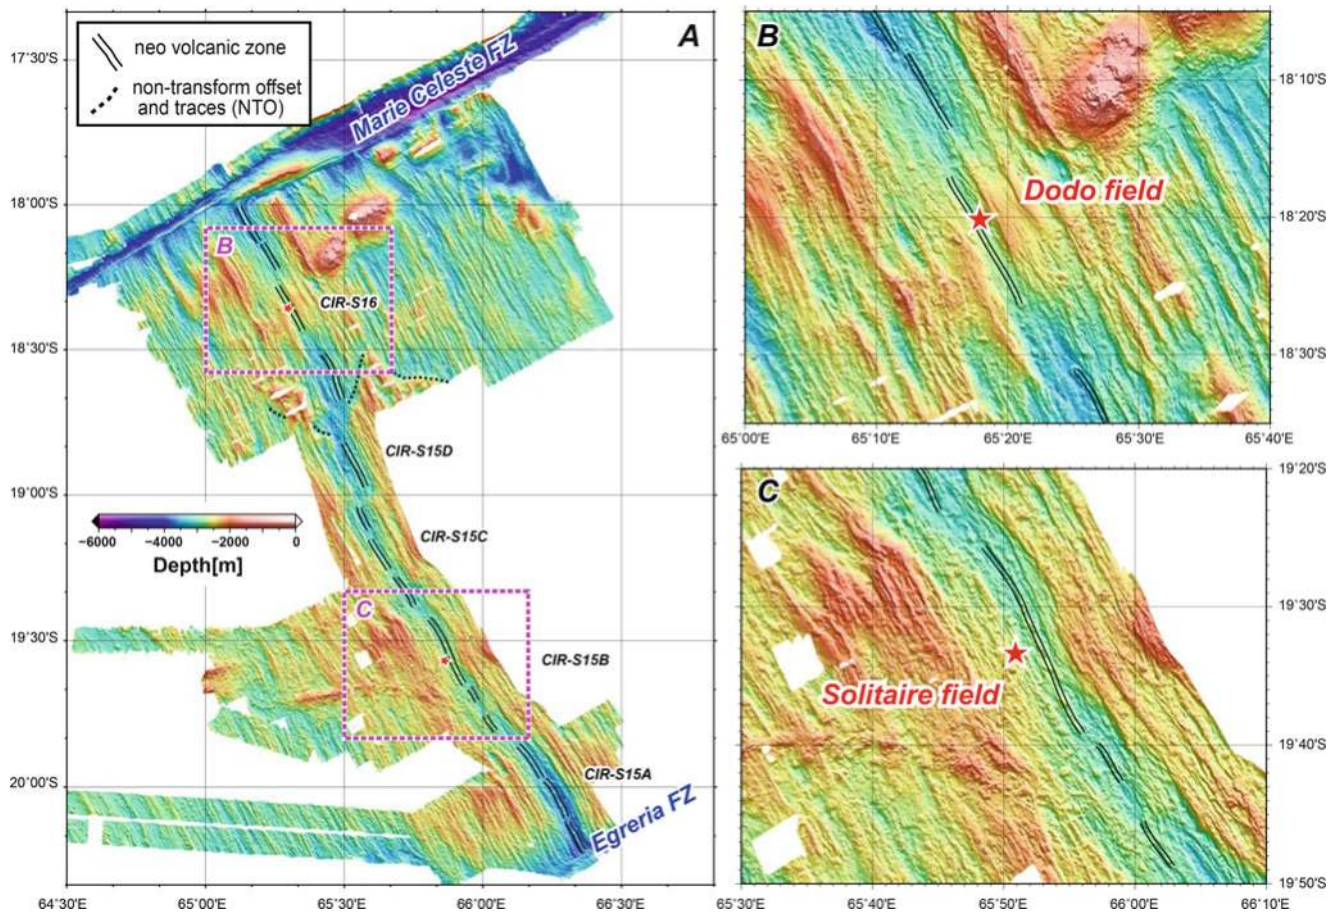 neo volcanic zone
non-transform offset
and traces (NTO)
A
Marie Celeste FZ
B
CIR-S16
CIR-S15D
CIR-S15C
C
CIR-S15B
CIR-S15A
Egreria FZ
−6000 −4000 −2000 0
Depth[m]
17˚30'S
18˚00'S
18˚30'S
19˚00'S
19˚30'S
20˚00'S
64˚30'E 65˚00'E 65˚30'E 66˚00'E 66˚30'E
B
Dodo field
18˚10'S
18˚20'S
18˚30'S
65˚00'E 65˚10'E 65˚20'E 65˚30'E 65˚40'E
C
Solitaire field
19˚20'S
19˚30'S
19˚40'S
19˚50'S
65˚30'E 65˚40'E 65˚50'E 66˚00'E 66˚10'E